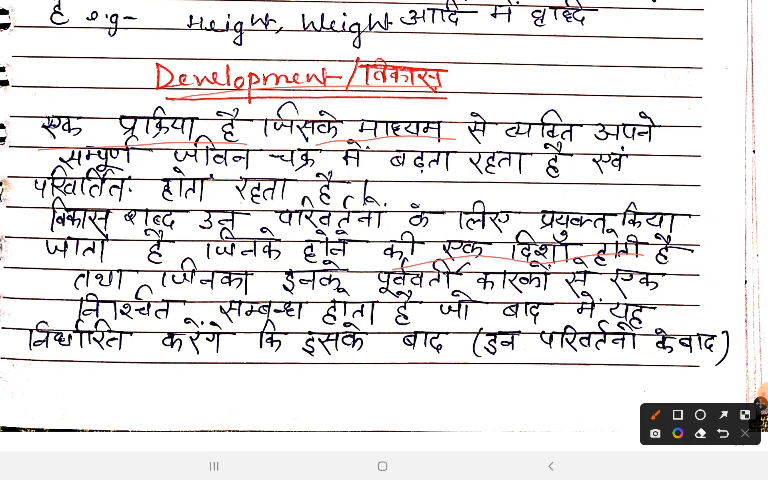 है e.g- Height, Weight आदि में वृद्धि
Development/विकास
एक प्रक्रिया है जिसके माध्यम से व्यक्ति अपने
सम्पूर्ण जीवन चक्र में बढ़ता रहता है एवं
परिवर्तित होता रहता है।
विकास शब्द उन परिवर्तनों के लिए प्रयुक्त किया
जाता है जिनके होने की एक दिशा होती है
तथा जिनका इनके पूर्ववर्ती कारकों से एक
निश्चित सम्बन्ध होता है जो बाद में यह
निर्धारित करेंगे कि इसके बाद (इन परिवर्तनों के बाद)